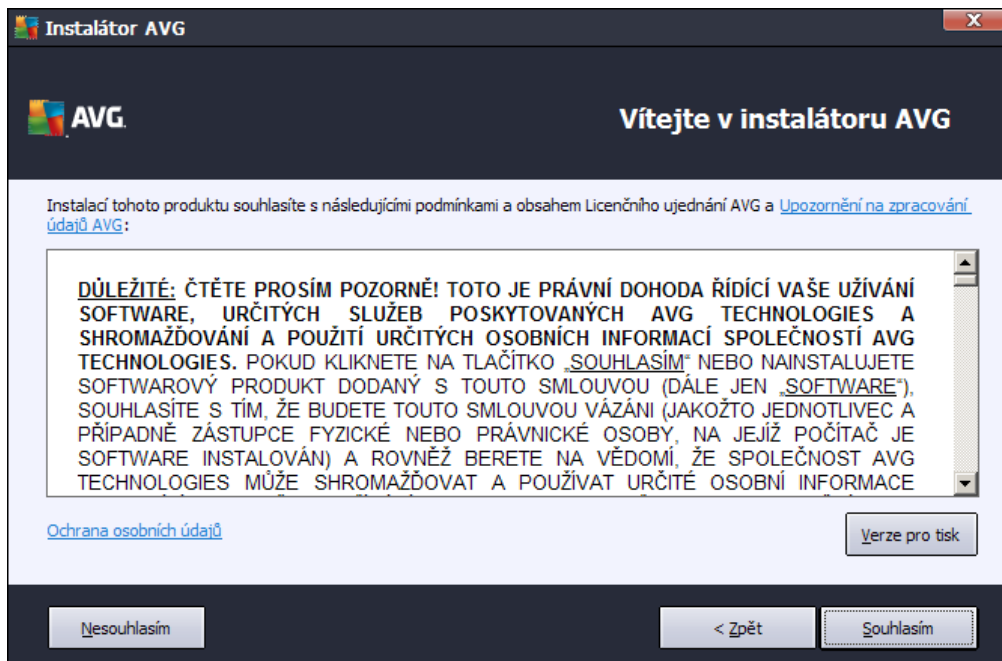 Instalátor AVG
AVG.
Vítejte v instalátoru AVG
Instalací tohoto produktu souhlasíte s následujícími podmínkami a obsahem Licenčního ujednání AVG a Upozornění na zpracování
údajů AVG:
DŮLEŽITÉ: ČTĚTE PROSÍM POZORNĚ! TOTO JE PRÁVNÍ DOHODA ŘÍDÍCÍ VAŠE UŽÍVÁNÍ
SOFTWARE, URČITÝCH SLUŽEB POSKYTOVANÝCH AVG TECHNOLOGIES A
SHROMAŽĎOVÁNÍ A POUŽITÍ URČITÝCH OSOBNÍCH INFORMACÍ SPOLEČNOSTÍ AVG
TECHNOLOGIES. POKUD KLIKNETE NA TLAČÍTKO „SOUHLASÍM“ NEBO NAINSTALUJETE
SOFTWAROVÝ PRODUKT DODANÝ S TOUTO SMLOUVOU (DÁLE JEN „SOFTWARE“),
SOUHLASÍTE S TÍM, ŽE BUDETE TOUTO SMLOUVOU VÁZÁNI (JAKOŽTO JEDNOTLIVEC A
PŘÍPADNĚ ZÁSTUPCE FYZICKÉ NEBO PRÁVNICKÉ OSOBY, NA JEJÍŽ POČÍTAČ JE
SOFTWARE INSTALOVÁN) A ROVNĚŽ BERETE NA VĚDOMÍ, ŽE SPOLEČNOST AVG
TECHNOLOGIES MŮŽE SHROMAŽĎOVAT A POUŽÍVAT URČITÉ OSOBNÍ INFORMACE
Ochrana osobních údajů
Verze pro tisk
Nesouhlasím
< Zpět
Souhlasím